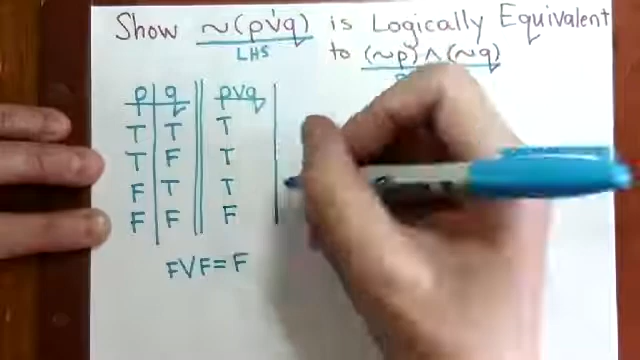 Show ~(p∨q) is Logically Equivalent
LHS
to (~p) ∧ (~q)
p q p∨q
T T T
T F T
F T T
F F F
F∨F=F